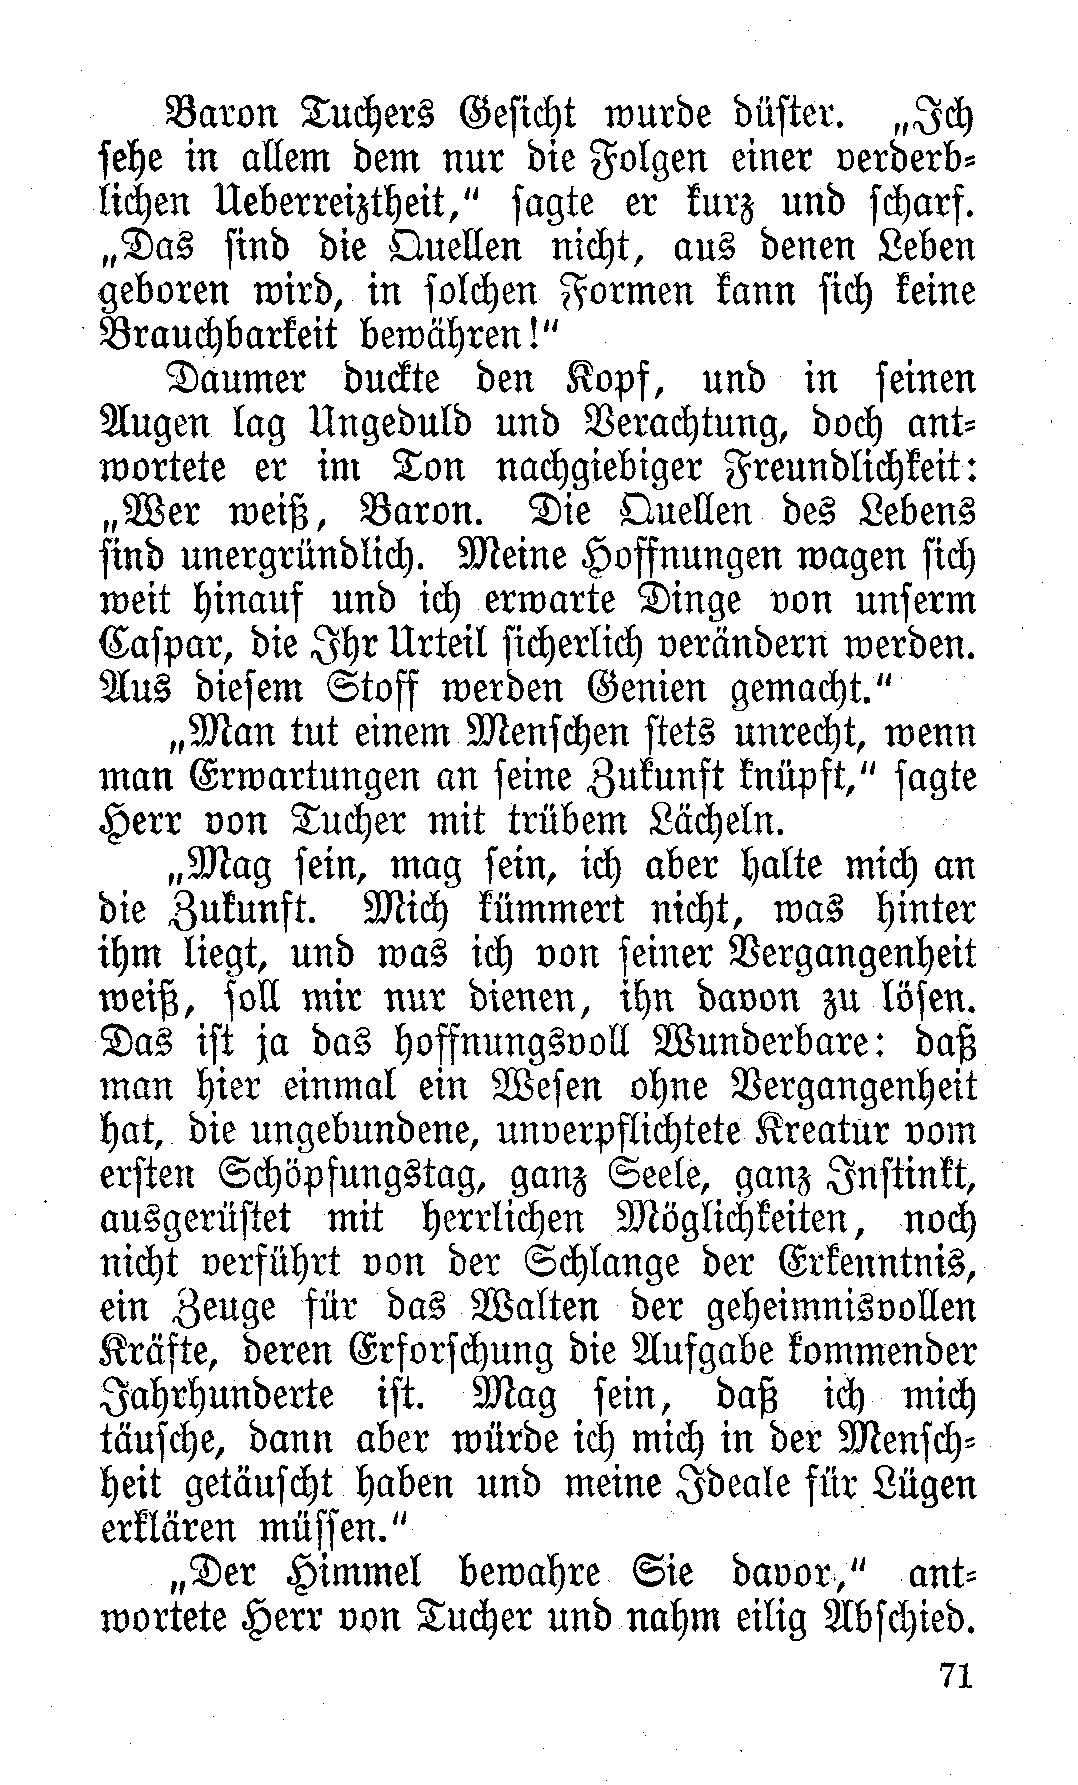 Baron Tuchers Gesicht wurde düster. „Ich
sehe in allem dem nur die Folgen einer verderb-
lichen Ueberreiztheit,“ sagte er kurz und scharf.
„Das sind die Quellen nicht, aus denen Leben
geboren wird, in solchen Formen kann sich keine
Brauchbarkeit bewähren!“
Daumer duckte den Kopf, und in seinen
Augen lag Ungeduld und Verachtung, doch ant-
wortete er im Ton nachgiebiger Freundlichkeit:
„Wer weiß, Baron. Die Quellen des Lebens
sind unergründlich. Meine Hoffnungen wagen sich
weit hinauf und ich erwarte Dinge von unserm
Caspar, die Ihr Urteil sicherlich verändern werden.
Aus diesem Stoff werden Genien gemacht.“
„Man tut einem Menschen stets unrecht, wenn
man Erwartungen an seine Zukunft knüpft,“ sagte
Herr von Tucher mit trübem Lächeln.
„Mag sein, mag sein, ich aber halte mich an
die Zukunft. Mich kümmert nicht, was hinter
ihm liegt, und was ich von seiner Vergangenheit
weiß, soll mir nur dienen, ihn davon zu lösen.
Das ist ja das hoffnungsvoll Wunderbare: daß
man hier einmal ein Wesen ohne Vergangenheit
hat, die ungebundene, unverpflichtete Kreatur vom
ersten Schöpfungstag, ganz Seele, ganz Instinkt,
ausgerüstet mit herrlichen Möglichkeiten, noch
nicht verführt von der Schlange der Erkenntnis,
ein Zeuge für das Walten der geheimnisvollen
Kräfte, deren Erforschung die Aufgabe kommender
Jahrhunderte ist. Mag sein, daß ich mich
täusche, dann aber würde ich mich in der Mensch-
heit getäuscht haben und meine Ideale für Lügen
erklären müssen.“
„Der Himmel bewahre Sie davor,“ ant-
wortete Herr von Tucher und nahm eilig Abschied.
71